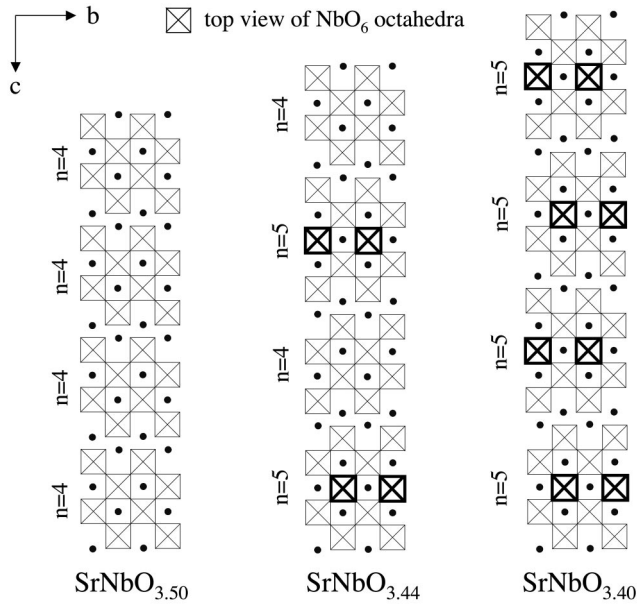 b
c
top view of NbO6 octahedra
n=4
n=4
n=4
n=4
SrNbO3.50
n=4
n=5
n=4
n=5
SrNbO3.44
n=5
n=5
n=5
n=5
SrNbO3.40